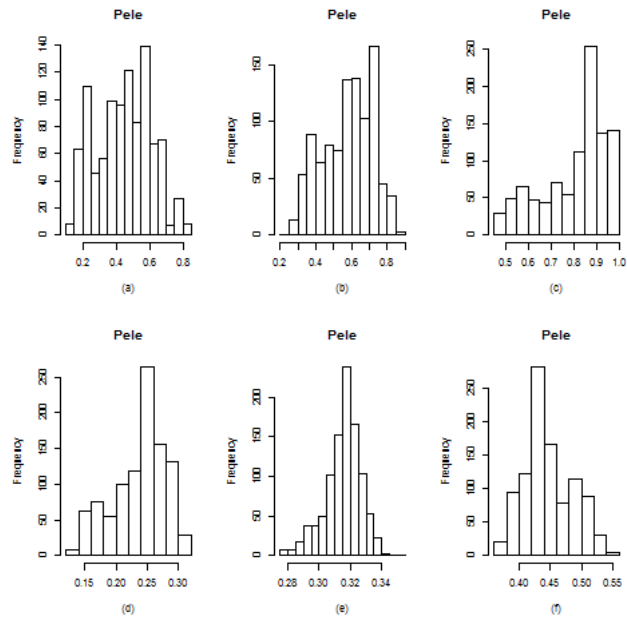 Pele Pele Pele
Frequency
0 20 40 60 80 100 120 140
0.2 0.4 0.6 0.8
(a)
Frequency
0 50 100 150
0.2 0.4 0.6 0.8
(b)
Frequency
0 50 100 150 200 250
0.5 0.6 0.7 0.8 0.9 1.0
(c)
Pele Pele Pele
Frequency
0 50 100 150 200 250
0.15 0.20 0.25 0.30
(d)
Frequency
0 50 100 150 200
0.28 0.30 0.32 0.34
(e)
Frequency
0 50 100 150 200 250
0.40 0.45 0.50 0.55
(f)